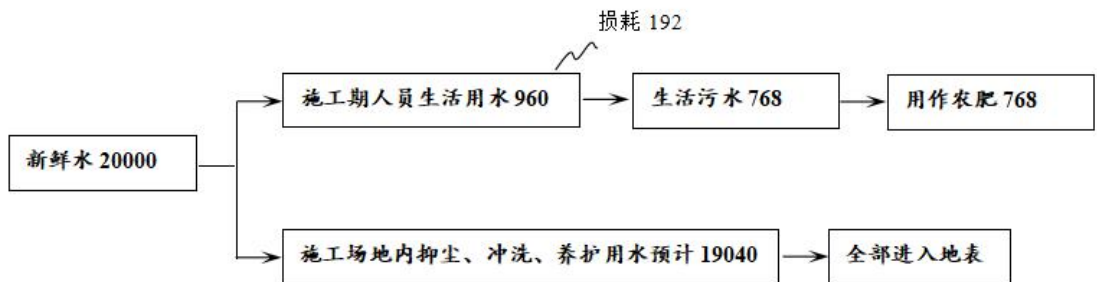 损耗 192
施工期人员生活用水 960
生活污水 768
用作农肥 768
新鲜水 20000
施工场地内抑尘、冲洗、养护用水预计 19040
全部进入地表